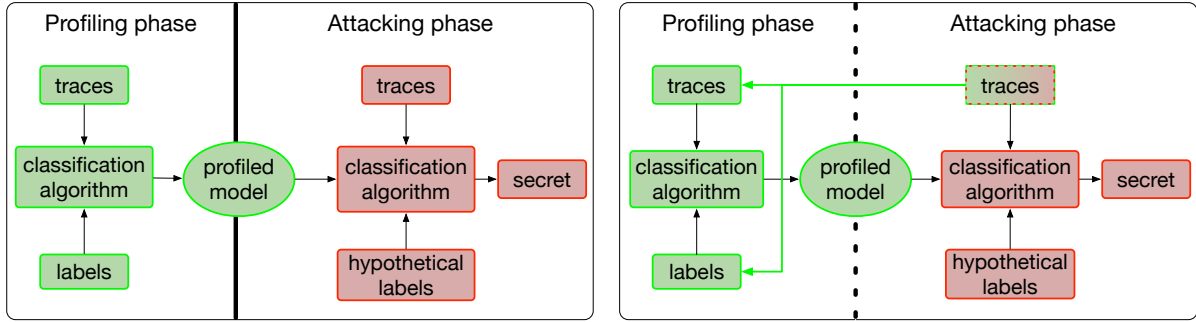 Profiling phase
Attacking phase
traces
traces
classification
algorithm
profiled
model
classification
algorithm
secret
labels
hypothetical
labels
Profiling phase
Attacking phase
traces
traces
classification
algorithm
profiled
model
classification
algorithm
secret
labels
hypothetical
labels